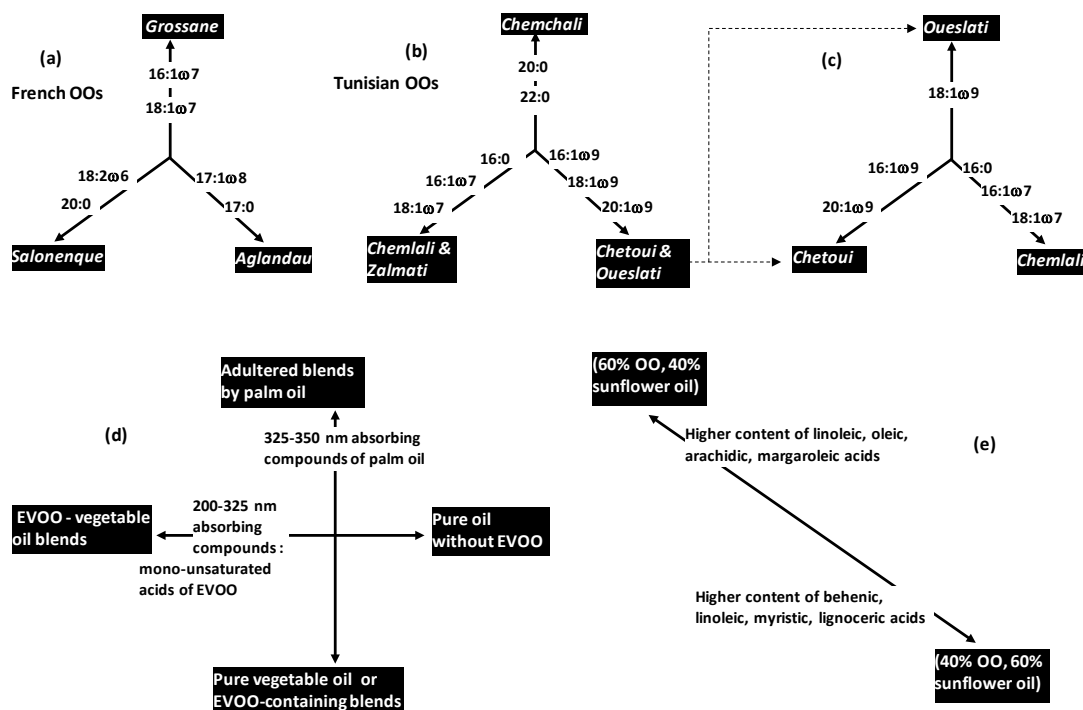 Grossane
(a)
French OOs
16:1ω7
18:1ω7
18:2ω6
17:1ω8
20:0
17:0
Salonenque
Aglandau
Chemchali
(b)
Tunisian OOs
20:0
22:0
16:0
16:1ω9
16:1ω7
18:1ω9
18:1ω7
20:1ω9
Chemlali &
Zalmati
Chetoui &
Oueslati
Oueslati
(c)
18:1ω9
16:1ω9
16:0
16:1ω7
20:1ω9
18:1ω7
Chetoui
Chemlali
Adultered blends
by palm oil
(d)
325-350 nm absorbing
compounds of palm oil
EVOO - vegetable
oil blends
200-325 nm
absorbing
compounds :
mono-unsaturated
acids of EVOO
Pure oil
without EVOO
Pure vegetable oil or
EVOO-containing blends
(60% OO, 40%
sunflower oil)
(e)
Higher content of linoleic, oleic,
arachidic, margaroleic acids
Higher content of behenic,
linoleic, myristic, lignoceric acids
(40% OO, 60%
sunflower oil)